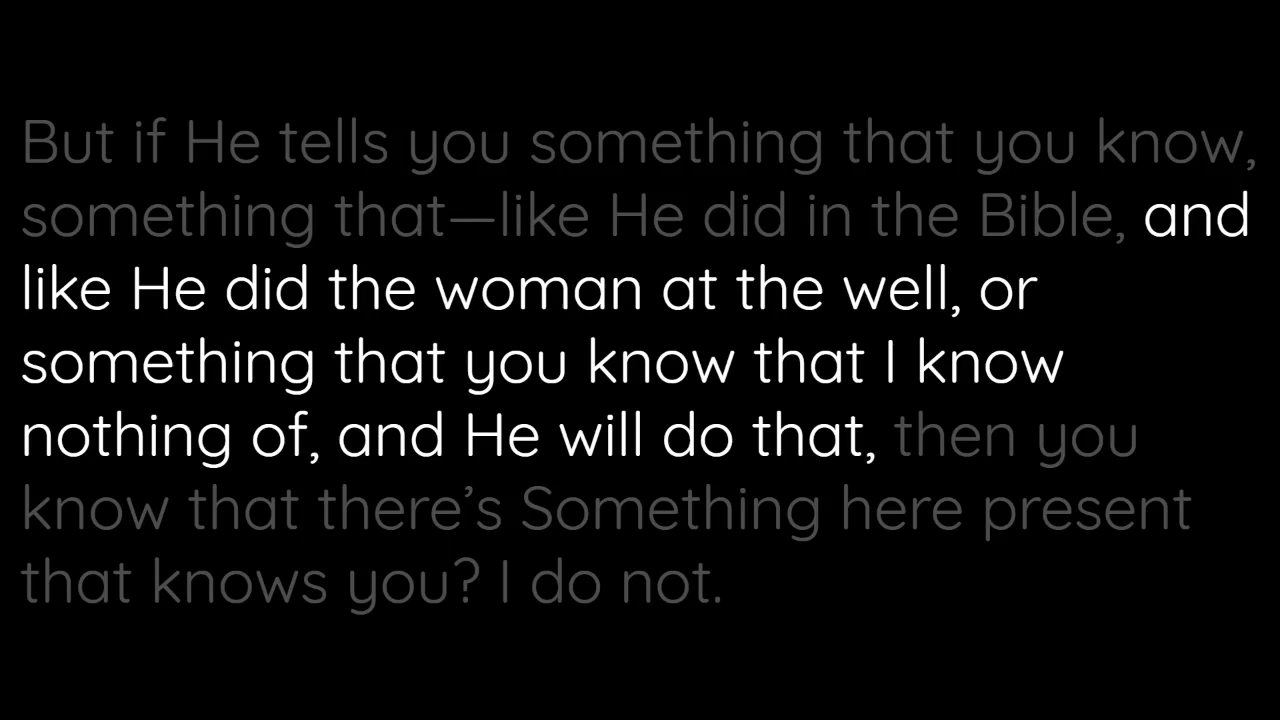 But if He tells you something that you know,
something that—like He did in the Bible, and
like He did the woman at the well, or
something that you know that I know
nothing of, and He will do that, then you
know that there’s Something here present
that knows you? I do not.